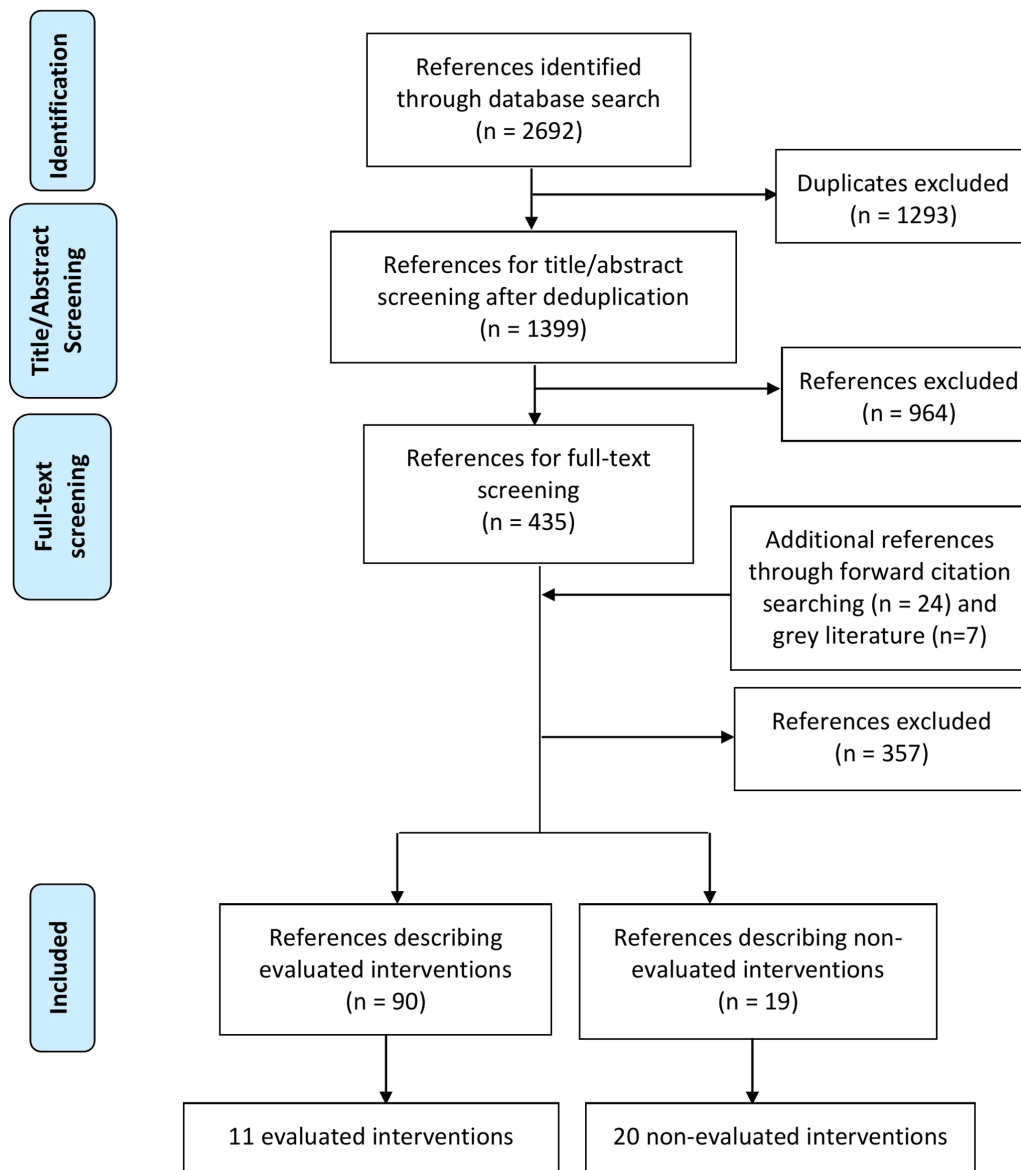 Identification
References identified
through database search
(n = 2692)
Duplicates excluded
(n = 1293)
Title/Abstract
Screening
References for title/abstract
screening after deduplication
(n = 1399)
References excluded
(n = 964)
Full-text
screening
References for full-text
screening
(n = 435)
Additional references
through forward citation
searching (n = 24) and
grey literature (n=7)
References excluded
(n = 357)
Included
References describing
evaluated interventions
(n = 90)
References describing non-
evaluated interventions
(n = 19)
11 evaluated interventions
20 non-evaluated interventions